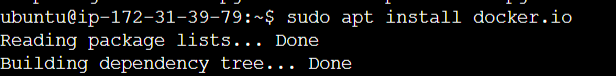 ubuntu@ip-172-31-39-79:~$ sudo apt install docker.io
Reading package lists... Done
Building dependency tree... Done